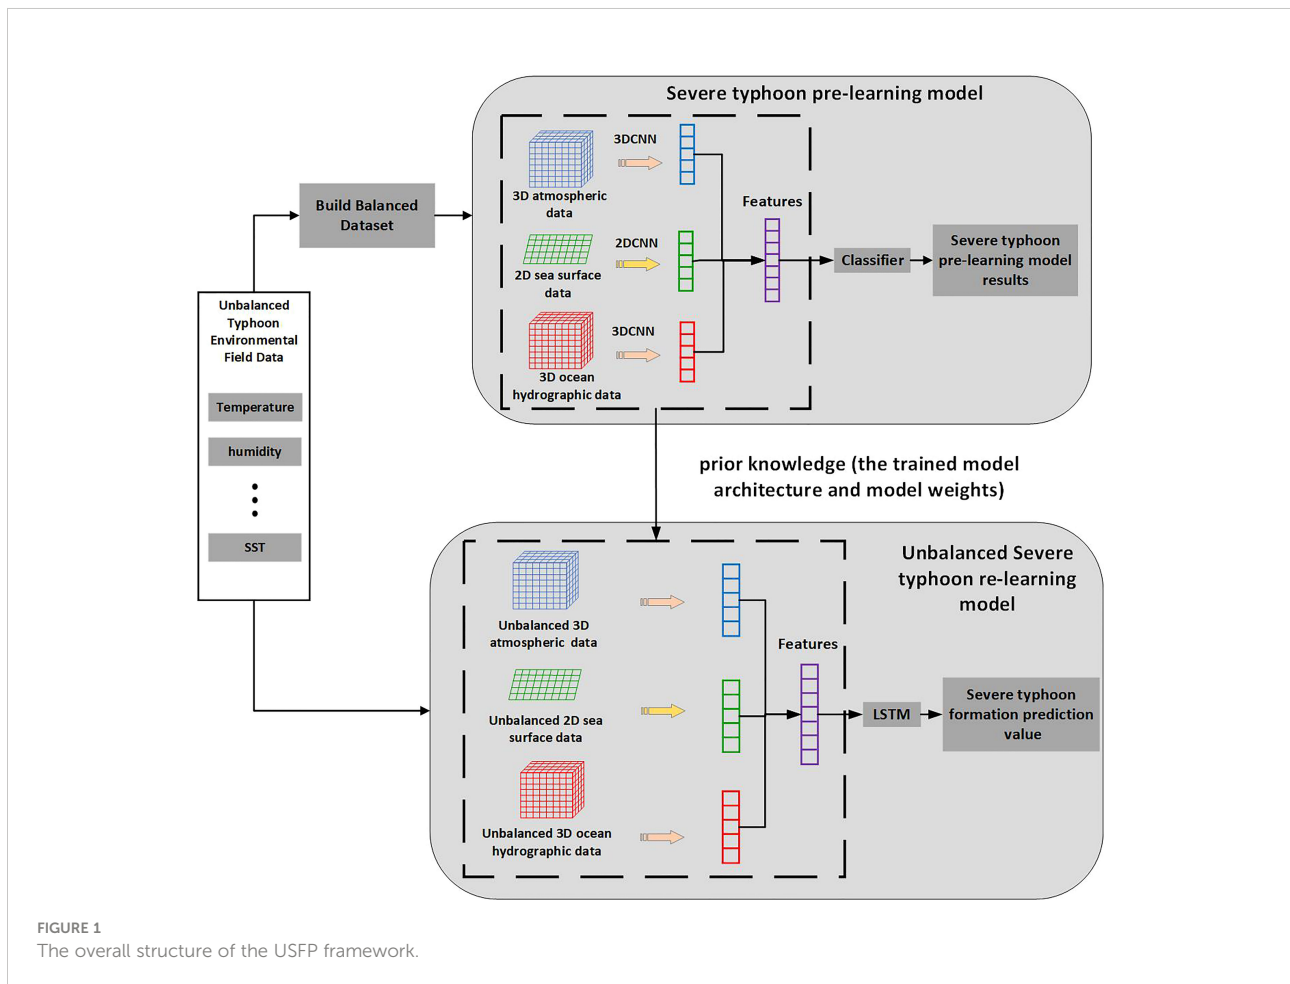 Severe typhoon pre-learning model
3DCNN
3D atmospheric
data
Features
2DCNN
2D sea surface
data
3DCNN
3D ocean
hydrographic data
Classifier
Severe typhoon
pre-learning model
results
Build Balanced
Dataset
Unbalanced
Typhoon
Environmental
Field Data
Temperature
humidity
SST
prior knowledge (the trained model
architecture and model weights)
Unbalanced Severe
typhoon re-learning
model
Unbalanced 3D
atmospheric data
Features
Unbalanced 2D sea
surface data
Unbalanced 3D ocean
hydrographic data
LSTM
Severe typhoon
formation prediction
value
FIGURE 1
The overall structure of the USFP framework.